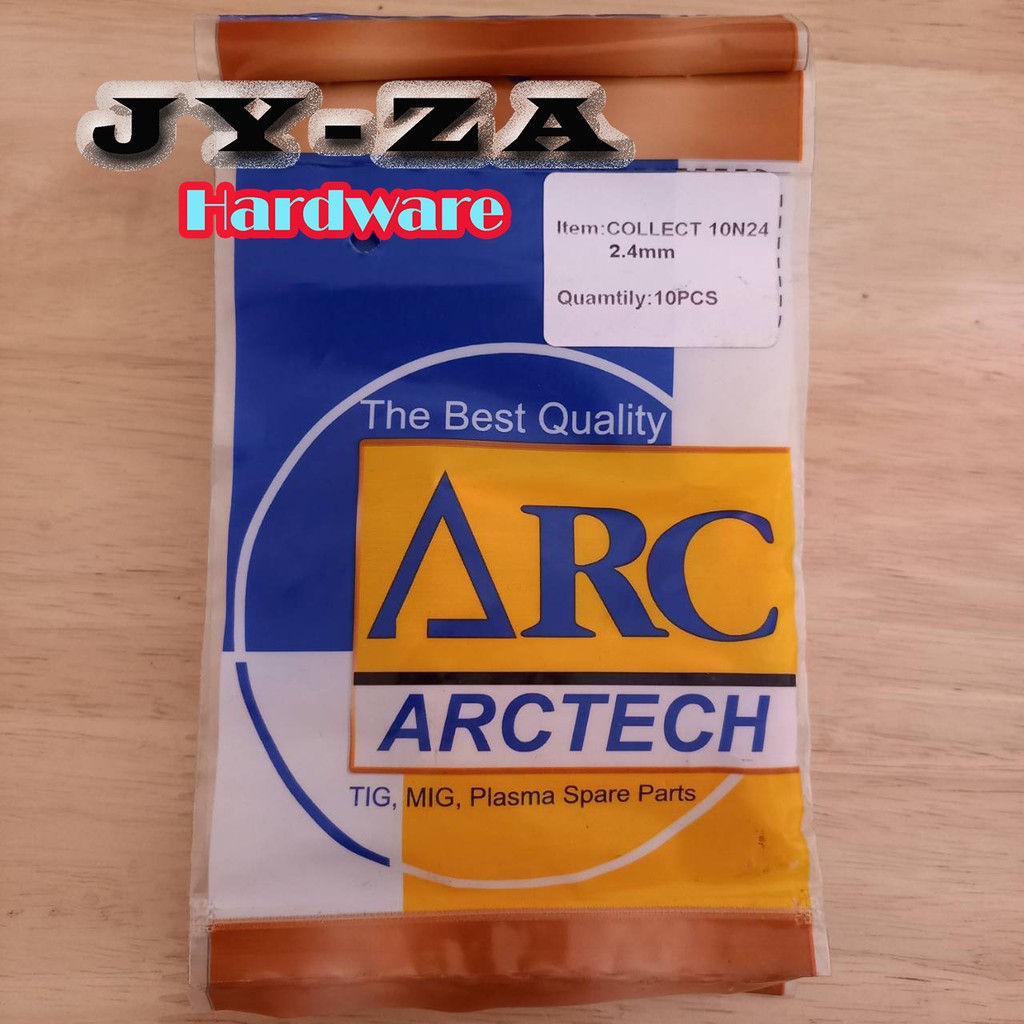 JY-ZA
Hardware
Item:COLLECT 10N24
2.4mm
Quamtily:10PCS
The Best Quality
ARC
ARCTECH
TIG, MIG, Plasma Spare Parts